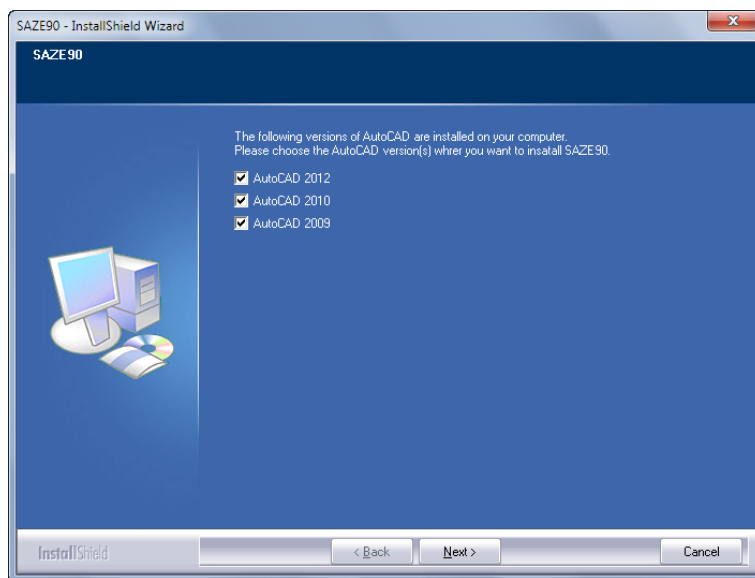 SAZE90 - InstallShield Wizard
SAZE90
The following versions of AutoCAD are installed on your computer.
Please choose the AutoCAD version(s) whrer you want to insatall SAZE90.
AutoCAD 2012
AutoCAD 2010
AutoCAD 2009
InstallShield
< Back
Next >
Cancel